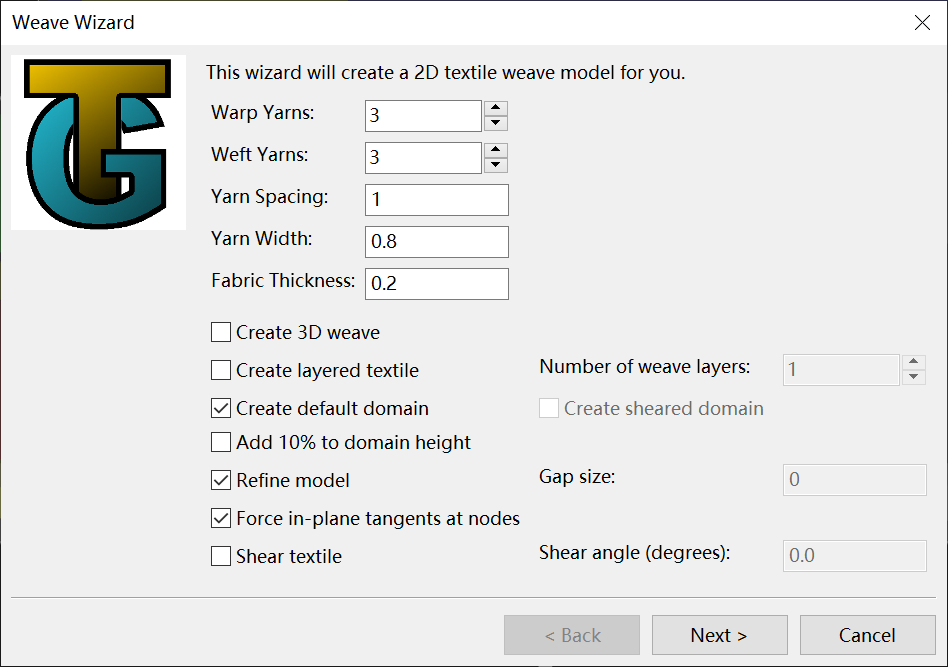 Weave Wizard
This wizard will create a 2D textile weave model for you.
Warp Yarns: 3
Weft Yarns: 3
Yarn Spacing: 1
Yarn Width: 0.8
Fabric Thickness: 0.2
Create 3D weave
Create layered textile Number of weave layers: 1
Create default domain Create sheared domain
Add 10% to domain height
Refine model Gap size: 0
Force in-plane tangents at nodes
Shear textile Shear angle (degrees): 0.0
< Back Next > Cancel